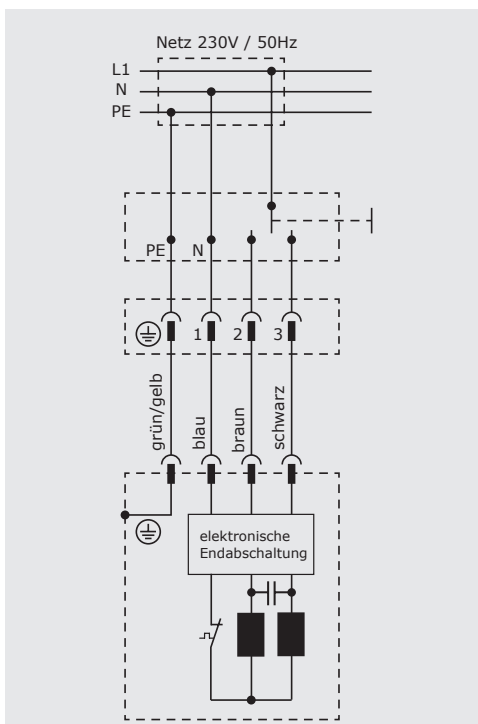 Netz 230V / 50Hz
L1
N
PE
PE
N
1
2
3
grün/gelb
blau
braun
schwarz
elektronische
Endabschaltung